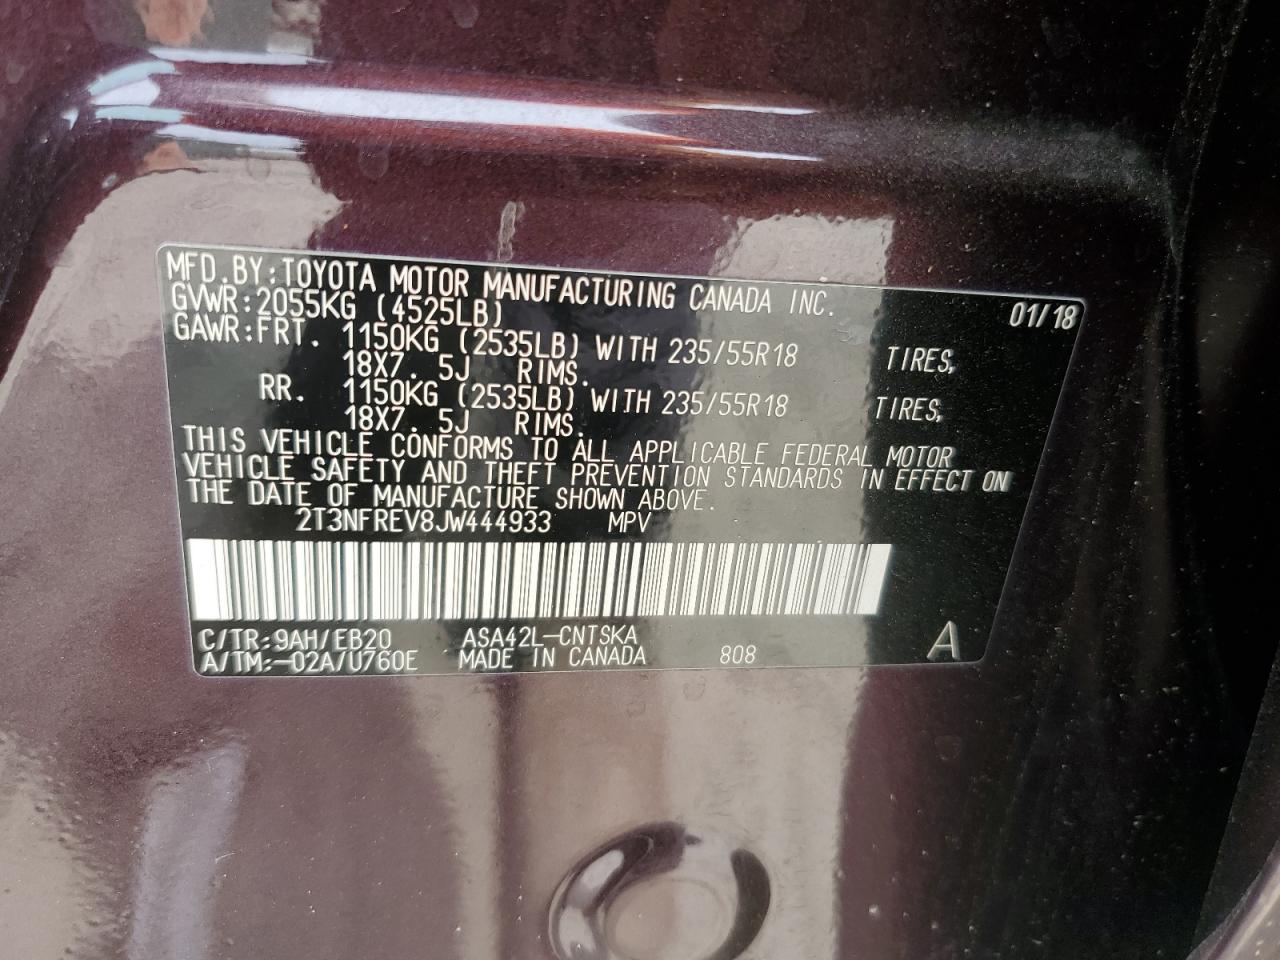 MFD.BY:TOYOTA MOTOR MANUFACTURING CANADA INC. 01/18
GVWR:2055KG (4525LB)
GAWR:FRT. 1150KG (2535LB) WITH 235/55R18 TIRES,
18X7. 5J RIMS.
RR. 1150KG (2535LB) WITH 235/55R18 TIRES,
18X7. 5J RIMS.
THIS VEHICLE CONFORMS TO ALL APPLICABLE FEDERAL MOTOR
VEHICLE SAFETY AND THEFT PREVENTION STANDARDS IN EFFECT ON
THE DATE OF MANUFACTURE SHOWN ABOVE.
2T3NFREV8JW444933 MPV
C/TR:9AH/EB20 ASA42L-CNTSKA A
A/TM:-02A/U760E MADE IN CANADA 808